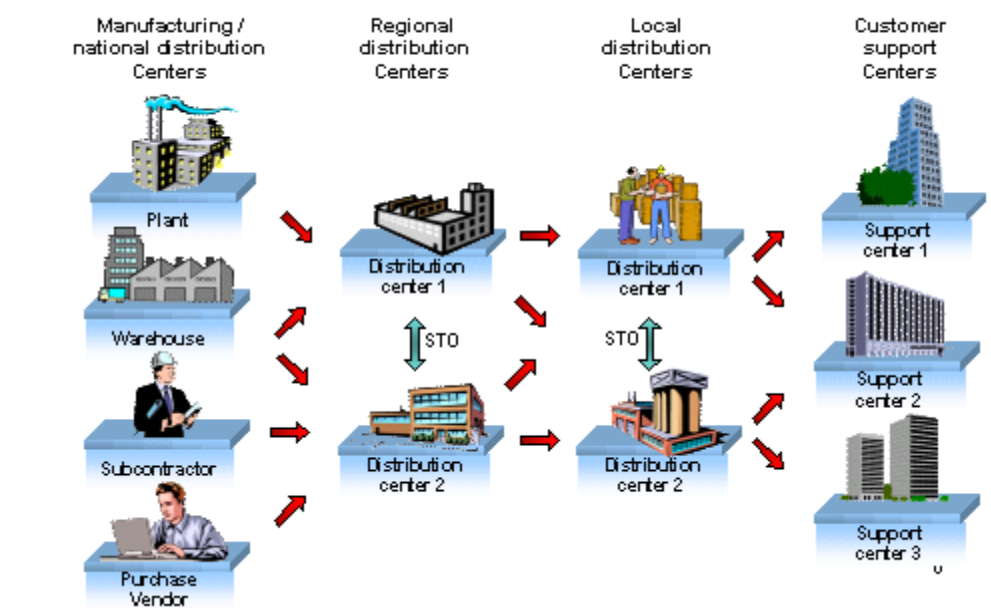 Manufacturing /
national distribution
Centers
Regional
distribution
Centers
Local
distribution
Centers
Customer
support
Centers
Plant
Warehouse
Subcontractor
Purchase
Vendor
Distribution
center 1
STO
Distribution
center 2
Distribution
center 1
STO
Distribution
center 2
Support
center 1
Support
center 2
Support
center 3